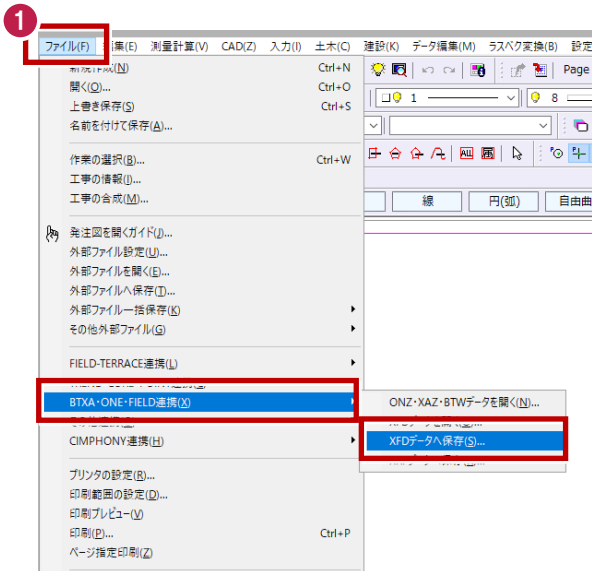 1
ファイル(F) 集(E) 測量計算(V) CAD(Z) 入力(I) 土木(C) 建設(K) データ編集(M) ラスベク変換(B) 設定
新規作成(N) Ctrl+N
開く(O)... Ctrl+O
上書き保存(S) Ctrl+S
名前を付けて保存(A)...
作業の選択(B)... Ctrl+W
工事の情報(I)...
工事の合成(M)...
発注図を開くガイド(J)...
外部ファイル設定(U)...
外部ファイルを開く(E)...
外部ファイルへ保存(T)...
外部ファイル一括保存(K)
その他外部ファイル(G)
FIELD-TERRACE連携(L)
BTXA・ONE・FIELD連携(X)
CIMPHONY連携(H)
プリンタの設定(R)...
印刷範囲の設定(D)...
印刷プレビュー(V)
印刷(P)... Ctrl+P
ページ指定印刷(Z)
Page
1 8
ALL 図
線 円(弧) 自由曲
ONZ・XAZ・BTWデータを開く(N)...
XFDデータへ保存(S)...